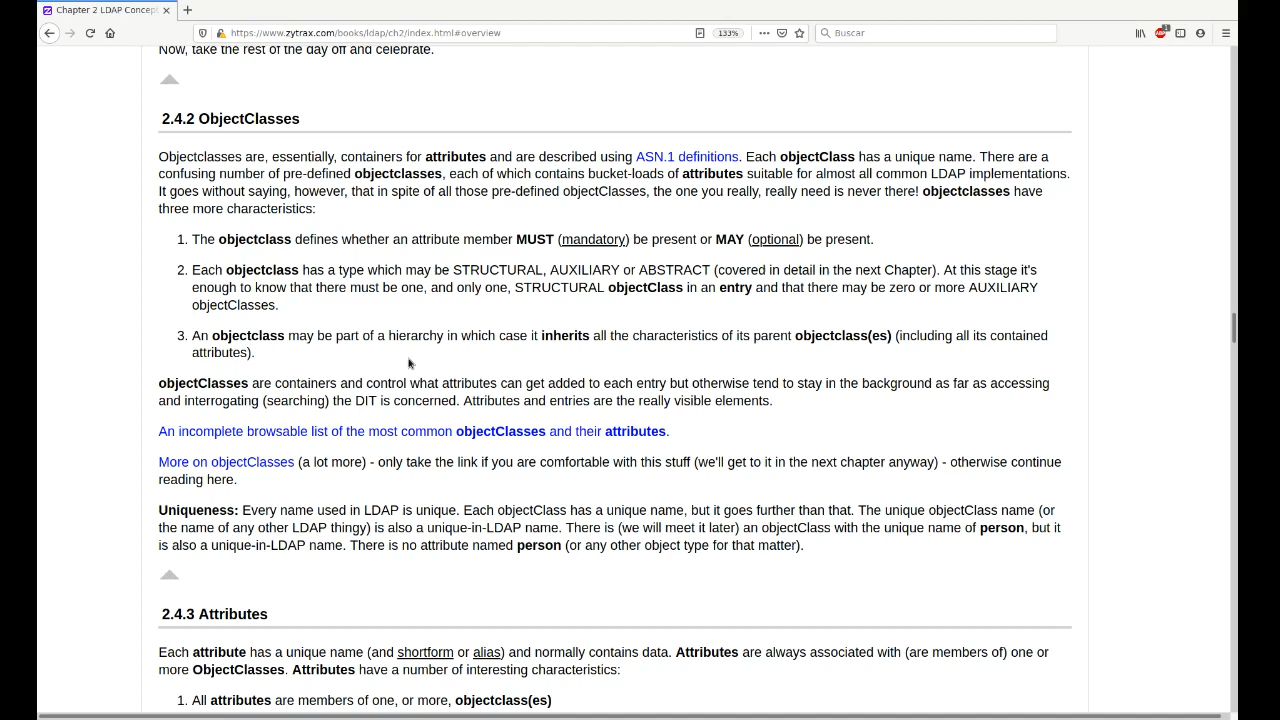 Chapter 2 LDAP Concep
https://www.zytrax.com/books/ldap/ch2/index.html#overview
133%
Buscar
1
Now, take the rest of the day off and celebrate.
2.4.2 ObjectClasses
Objectclasses are, essentially, containers for attributes and are described using ASN.1 definitions. Each objectClass has a unique name. There are a
confusing number of pre-defined objectclasses, each of which contains bucket-loads of attributes suitable for almost all common LDAP implementations.
It goes without saying, however, that in spite of all those pre-defined objectClasses, the one you really, really need is never there! objectclasses have
three more characteristics:
1. The objectclass defines whether an attribute member MUST (mandatory) be present or MAY (optional) be present.
2. Each objectclass has a type which may be STRUCTURAL, AUXILIARY or ABSTRACT (covered in detail in the next Chapter). At this stage it's
enough to know that there must be one, and only one, STRUCTURAL objectClass in an entry and that there may be zero or more AUXILIARY
objectClasses.
3. An objectclass may be part of a hierarchy in which case it inherits all the characteristics of its parent objectclass(es) (including all its contained
attributes).
objectClasses are containers and control what attributes can get added to each entry but otherwise tend to stay in the background as far as accessing
and interrogating (searching) the DIT is concerned. Attributes and entries are the really visible elements.
An incomplete browsable list of the most common objectClasses and their attributes.
More on objectClasses (a lot more) - only take the link if you are comfortable with this stuff (we'll get to it in the next chapter anyway) - otherwise continue
reading here.
Uniqueness: Every name used in LDAP is unique. Each objectClass has a unique name, but it goes further than that. The unique objectClass name (or
the name of any other LDAP thingy) is also a unique-in-LDAP name. There is (we will meet it later) an objectClass with the unique name of person, but it
is also a unique-in-LDAP name. There is no attribute named person (or any other object type for that matter).
2.4.3 Attributes
Each attribute has a unique name (and shortform or alias) and normally contains data. Attributes are always associated with (are members of) one or
more ObjectClasses. Attributes have a number of interesting characteristics:
1. All attributes are members of one, or more, objectclass(es)